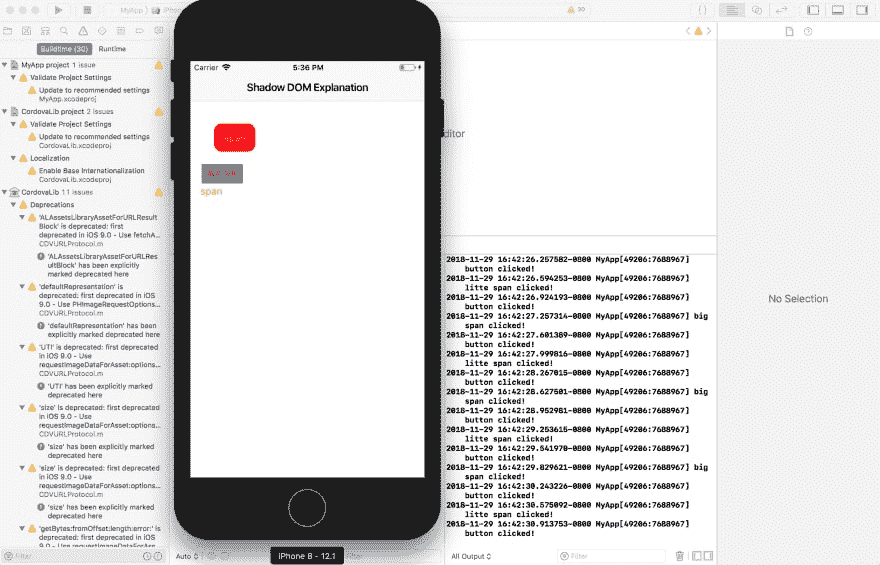 MyApp
iPhone
30
Buildtime (30)
Runtime
MyApp project 1 issue
Validate Project Settings
Update to recommended settings
MyApp.xcodeproj
CordovaLib project 2 issues
Validate Project Settings
Update to recommended settings
CordovaLib.xcodeproj
Localization
Enable Base Internationalization
CordovaLib.xcodeproj
CordovaLib 11 issues
Deprecations
'ALAssetsLibraryAssetForURLResult
Block' is deprecated: first
deprecated in iOS 9.0 - Use fetchA...
CDVURLProtocol.m
'ALAssetsLibraryAssetForURLRes
ultBlock' has been explicitly
marked deprecated here
'defaultRepresentation' is
deprecated: first deprecated in iOS
9.0 - Use PHImageRequestOptions...
CDVURLProtocol.m
'defaultRepresentation' has been
explicitly marked deprecated here
'UTI' is deprecated: first deprecated
in iOS 9.0 - Use
requestImageDataForAsset:options...
CDVURLProtocol.m
'UTI' has been explicitly marked
deprecated here
'size' is deprecated: first deprecated
in iOS 9.0 - Use
requestImageDataForAsset:options...
CDVURLProtocol.m
'size' has been explicitly marked
deprecated here
'size' is deprecated: first deprecated
in iOS 9.0 - Use
requestImageDataForAsset:options...
CDVURLProtocol.m
'size' has been explicitly marked
deprecated here
'getBytes:fromOffset:length:error:' is
deprecated: first deprecated in iOS
9.0 - Use requestImageDataForAss...
Filter
Carrier
5:36 PM
Shadow DOM Explanation
span
iPhone 8 - 12.1
ditor
2018-11-29 16:42:26.257582-0800 MyApp[49206:7688967]
button clicked!
2018-11-29 16:42:26.594253-0800 MyApp[49206:7688967]
litte span clicked!
2018-11-29 16:42:26.924193-0800 MyApp[49206:7688967]
button clicked!
2018-11-29 16:42:27.257314-0800 MyApp[49206:7688967] big
span clicked!
2018-11-29 16:42:27.601389-0800 MyApp[49206:7688967]
button clicked!
2018-11-29 16:42:27.999816-0800 MyApp[49206:7688967]
litte span clicked!
2018-11-29 16:42:28.267015-0800 MyApp[49206:7688967]
button clicked!
2018-11-29 16:42:28.627501-0800 MyApp[49206:7688967] big
span clicked!
2018-11-29 16:42:28.952981-0800 MyApp[49206:7688967]
button clicked!
2018-11-29 16:42:29.253615-0800 MyApp[49206:7688967]
litte span clicked!
2018-11-29 16:42:29.541970-0800 MyApp[49206:7688967]
button clicked!
2018-11-29 16:42:29.829621-0800 MyApp[49206:7688967] big
span clicked!
2018-11-29 16:42:30.243226-0800 MyApp[49206:7688967]
button clicked!
2018-11-29 16:42:30.575092-0800 MyApp[49206:7688967]
litte span clicked!
2018-11-29 16:42:30.913753-0800 MyApp[49206:7688967]
button clicked!
Auto
Filter
All Output
Filter
No Selection